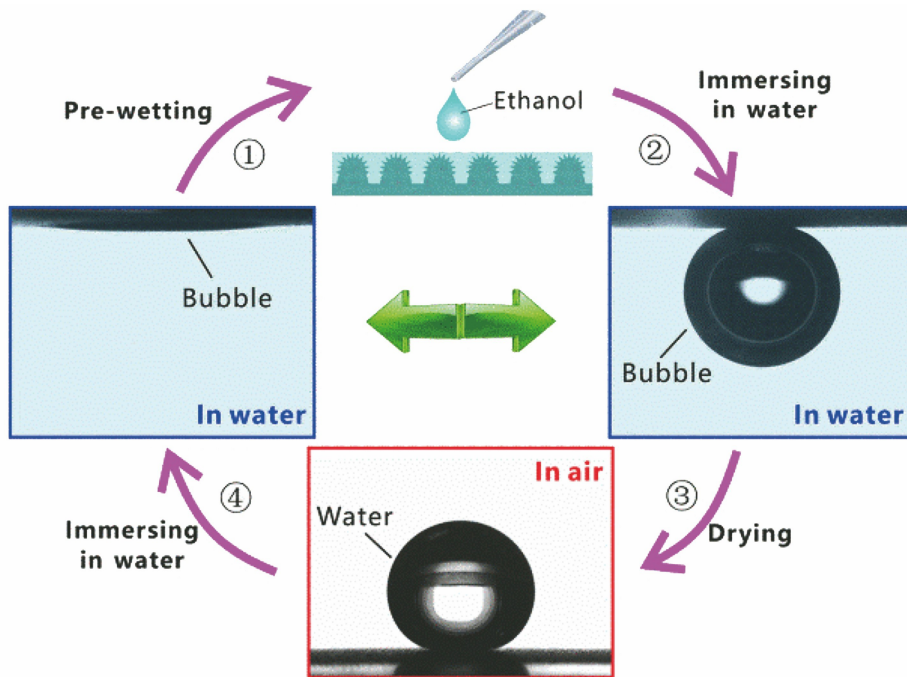 Pre-wetting
①
Ethanol
Immersing
in water
②
Bubble
In water
Bubble
In water
③
Drying
In air
Water
④
Immersing
in water